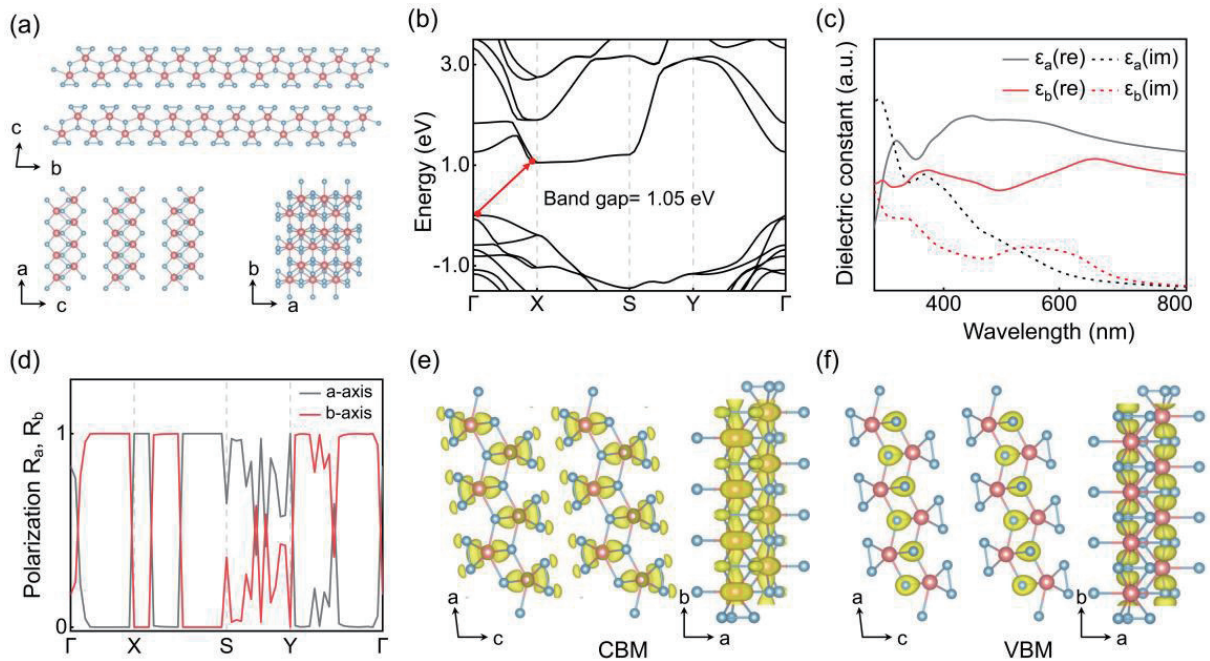 (a)
c
b
a
c
b
a
(b)
Energy (eV)
3.0
1.0
-1.0
Band gap= 1.05 eV
Γ X S Y Γ
(c)
Dielectric constant (a.u.)
εa(re) εa(im)
εb(re) εb(im)
400 600 800
Wavelength (nm)
(d)
Polarization Ra, Rb
a-axis
b-axis
1
0
Γ X S Y Γ
(e)
a
c
b
a
CBM
(f)
a
c
b
a
VBM